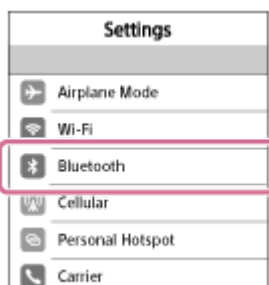 Settings
Airplane Mode
Wi-Fi
Bluetooth
Cellular
Personal Hotspot
Carrier